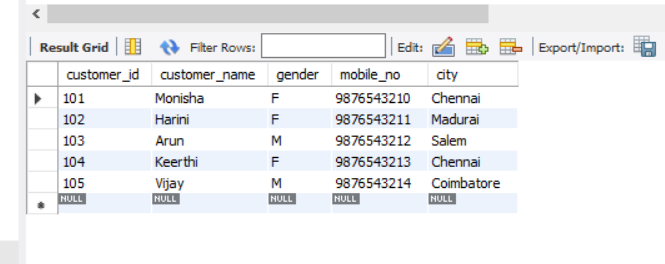 Result Grid Filter Rows: Edit: Export/Import:
customer_id customer_name gender mobile_no city
101 Monisha F 9876543210 Chennai
102 Harini F 9876543211 Madurai
103 Arun M 9876543212 Salem
104 Keerthi F 9876543213 Chennai
105 Vijay M 9876543214 Coimbatore
NULL NULL NULL NULL NULL